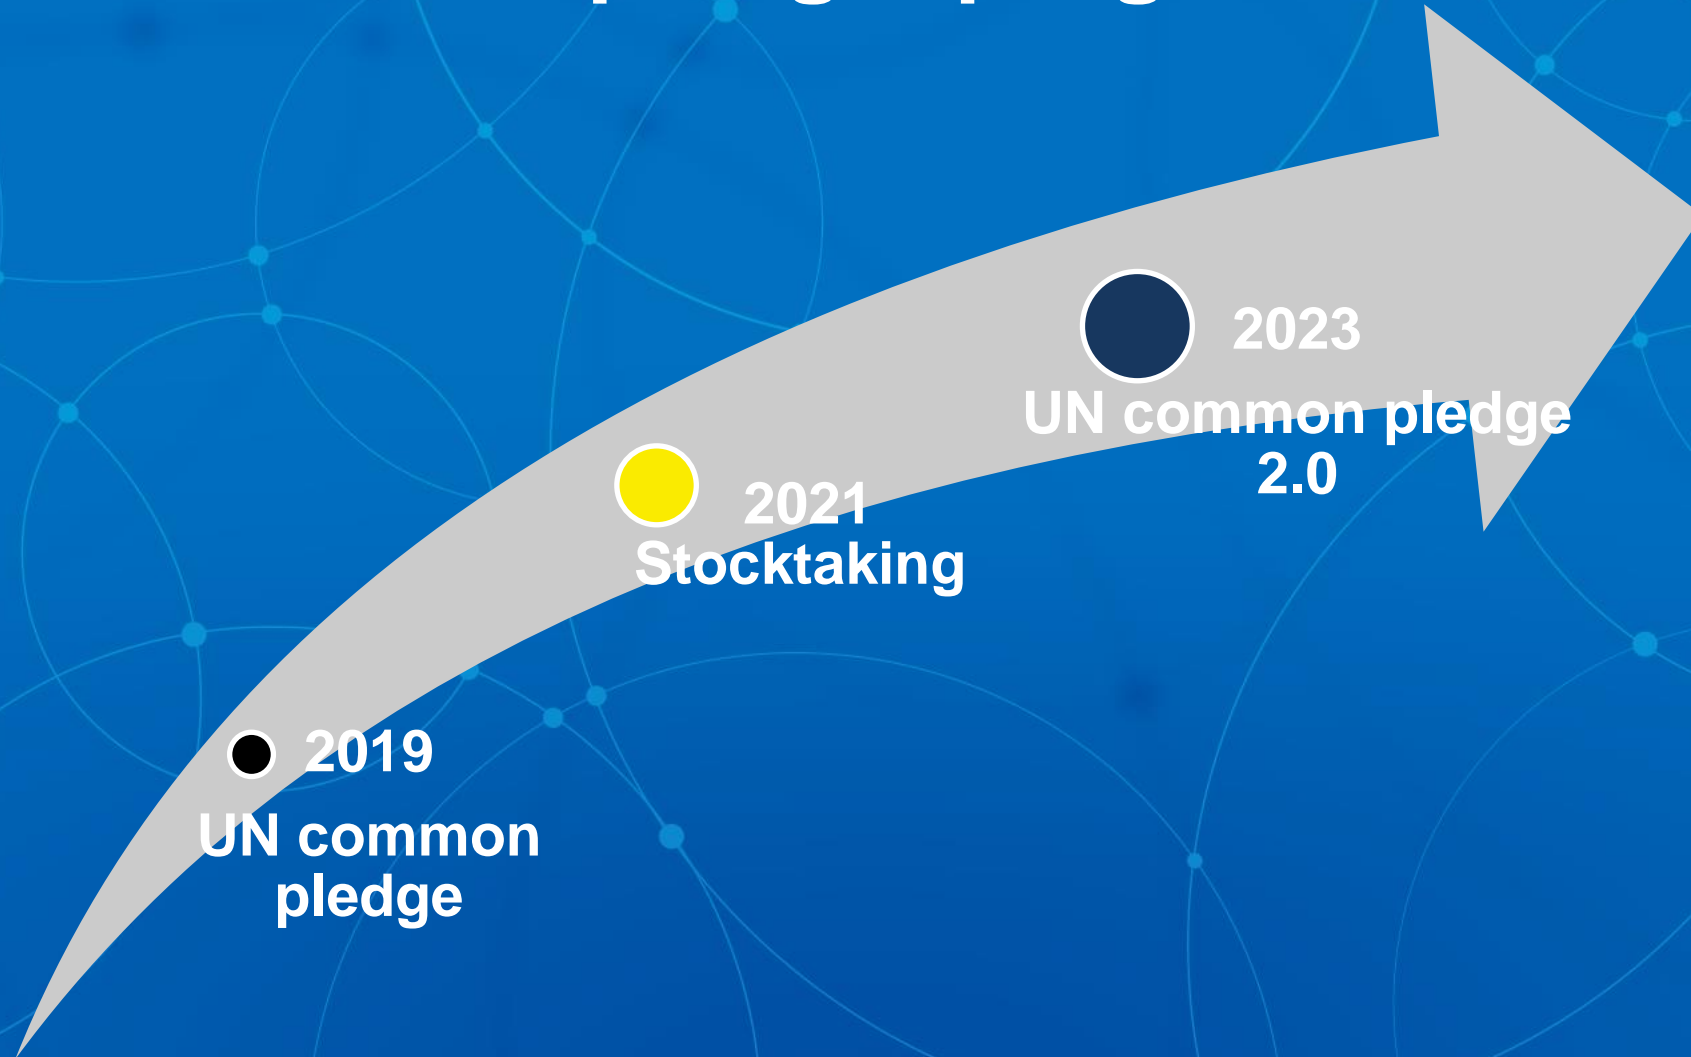 2019
UN common
pledge
2021
Stocktaking
2023
UN common pledge
2.0